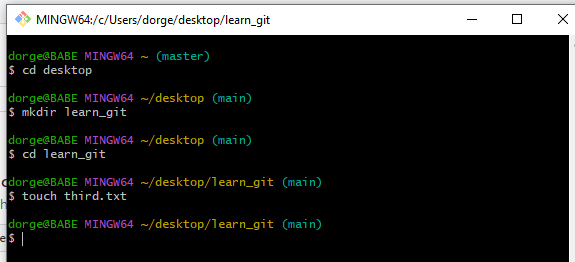 MINGW64:/c/Users/dorge/desktop/learn_git
dorge@BABE MINGW64 ~ (master)
$ cd desktop
dorge@BABE MINGW64 ~/desktop (main)
$ mkdir learn_git
dorge@BABE MINGW64 ~/desktop (main)
$ cd learn_git
dorge@BABE MINGW64 ~/desktop/learn_git (main)
$ touch third.txt
dorge@BABE MINGW64 ~/desktop/learn_git (main)
$